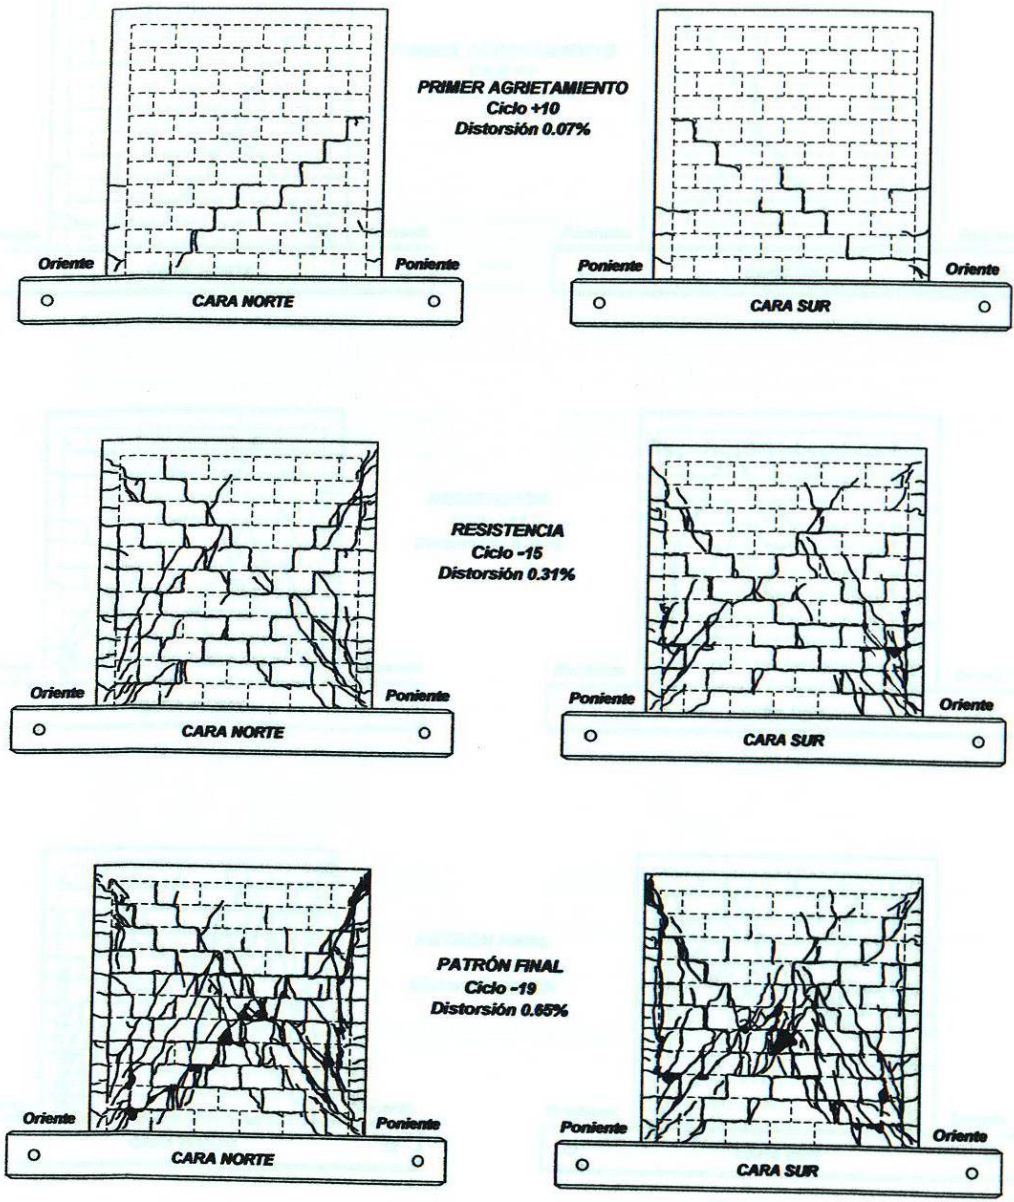 PRIMER AGRIETAMIENTO
Ciclo +10
Distorsión 0.07%
Oriente
Poniente
CARA NORTE
Poniente
Oriente
CARA SUR
RESISTENCIA
Ciclo -15
Distorsión 0.31%
Oriente
Poniente
CARA NORTE
Poniente
Oriente
CARA SUR
PATRÓN FINAL
Ciclo -19
Distorsión 0.65%
Oriente
Poniente
CARA NORTE
Poniente
Oriente
CARA SUR